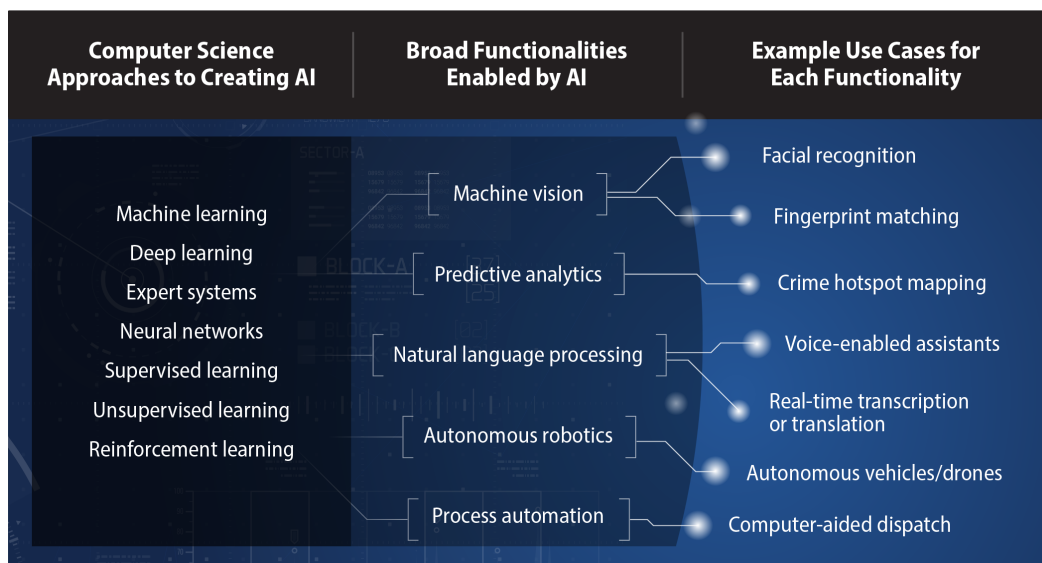 Computer Science
Approaches to Creating AI
Broad Functionalities
Enabled by AI
Example Use Cases for
Each Functionality
Machine learning
Deep learning
Expert systems
Neural networks
Supervised learning
Unsupervised learning
Reinforcement learning
SECTOR-A
BLOCK-A
BLOCK-B
Machine vision
Predictive analytics
Natural language processing
Autonomous robotics
Process automation
Facial recognition
Fingerprint matching
Crime hotspot mapping
Voice-enabled assistants
Real-time transcription
or translation
Autonomous vehicles/drones
Computer-aided dispatch